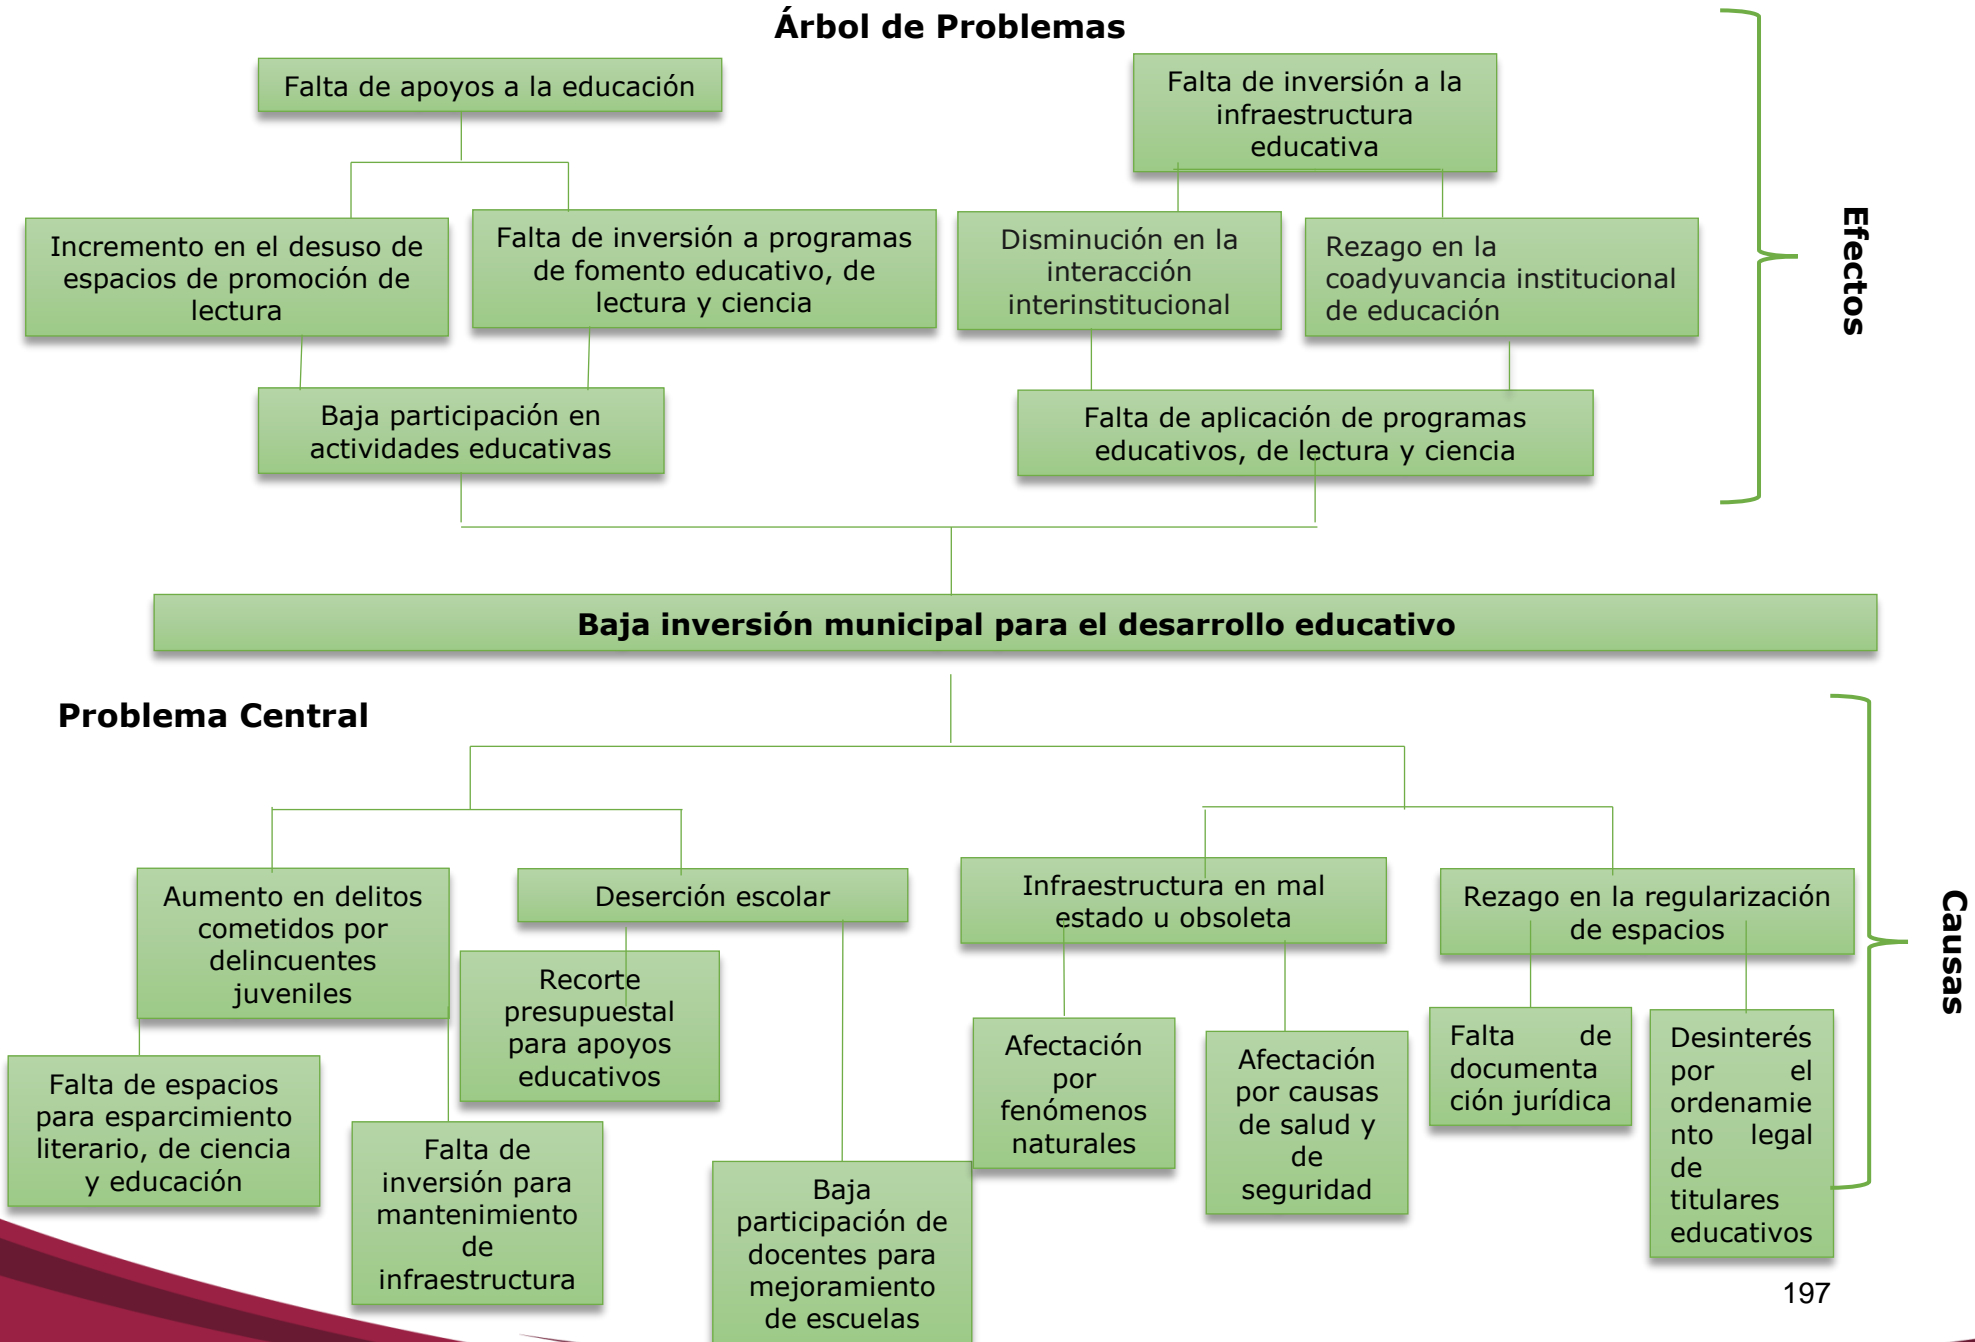 Árbol de Problemas
Falta de apoyos a la educación
Falta de inversión a la
infraestructura
educativa
Incremento en el desuso de
espacios de promoción de
lectura
Falta de inversión a programas
de fomento educativo, de
lectura y ciencia
Disminución en la
interacción
interinstitucional
Rezago en la
coadyuvancia institucional
de educación
Efectos
Baja participación en
actividades educativas
Falta de aplicación de programas
educativos, de lectura y ciencia
Baja inversión municipal para el desarrollo educativo
Problema Central
Aumento en delitos
cometidos por
delincuentes
juveniles
Deserción escolar
Infraestructura en mal
estado u obsoleta
Rezago en la regularización
de espacios
Causas
Falta de espacios
para esparcimiento
literario, de ciencia
y educación
Falta de
inversión para
mantenimiento
de
infraestructura
Recorte
presupuestal
para apoyos
educativos
Baja
participación de
docentes para
mejoramiento
de escuelas
Afectación
por
fenómenos
naturales
Afectación
por causas
de salud y
de
seguridad
Falta de
documenta
ción jurídica
Desinterés
por el
ordenamie
nto legal
de
titulares
educativos
197